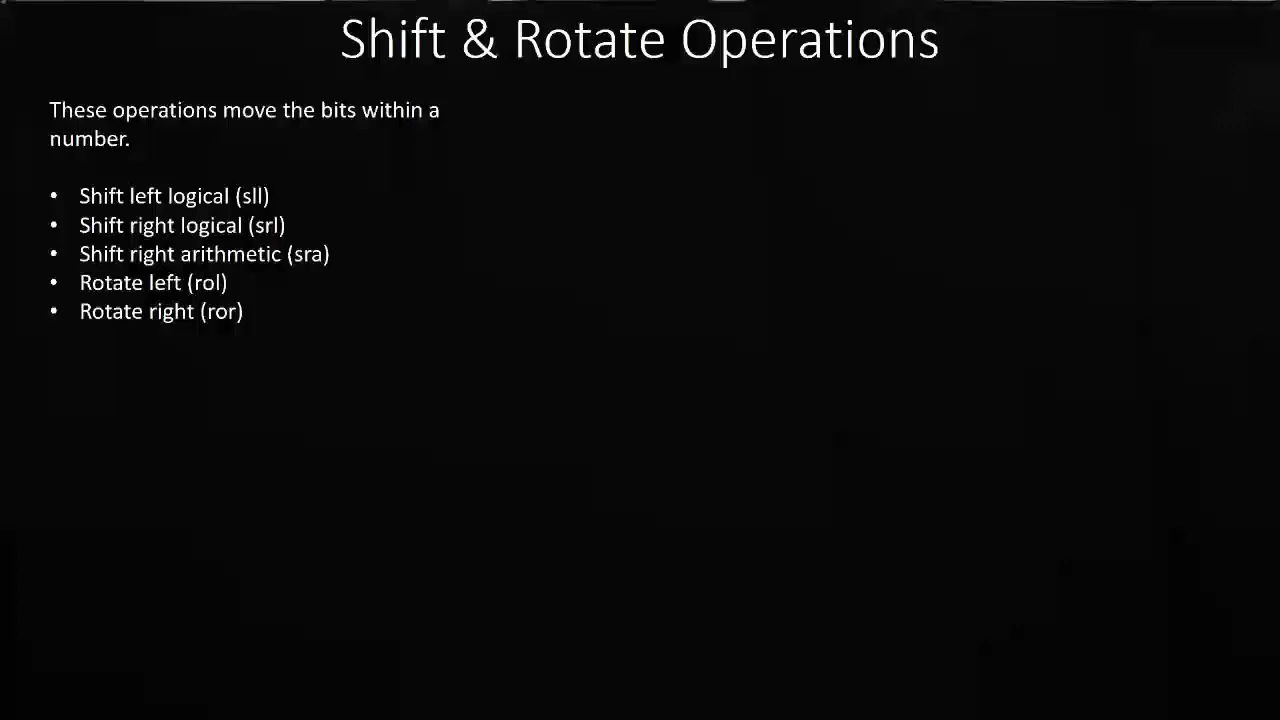 Shift & Rotate Operations
These operations move the bits within a
number.
• Shift left logical (sll)
• Shift right logical (srl)
• Shift right arithmetic (sra)
• Rotate left (rol)
• Rotate right (ror)